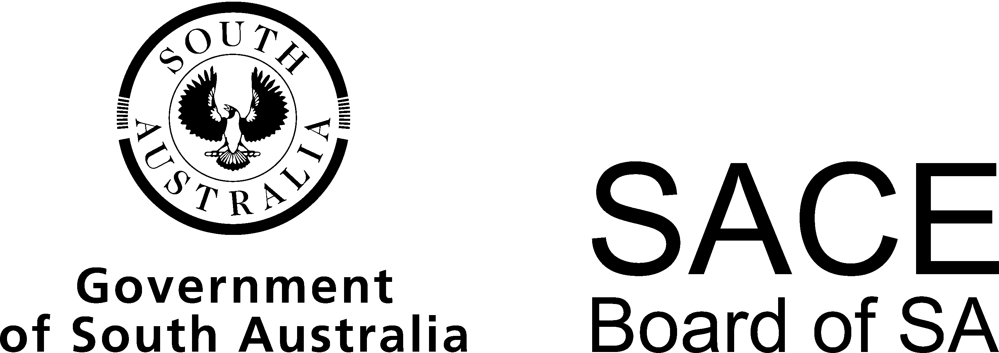 SOUTH
AUSTRALIA
Government
of South Australia
SACE
Board of SA